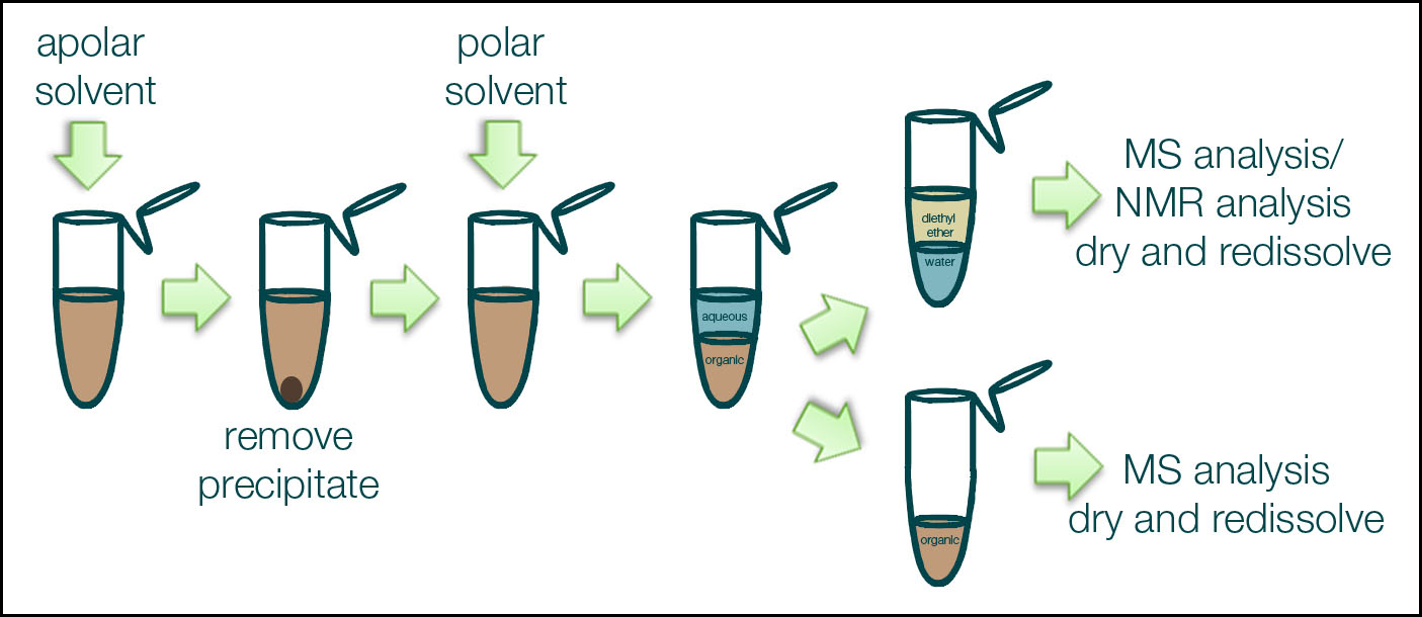 apolar
solvent
polar
solvent
remove
precipitate
aqueous
organic
diethyl
ether
water
MS analysis/
NMR analysis
dry and redissolve
organic
MS analysis
dry and redissolve